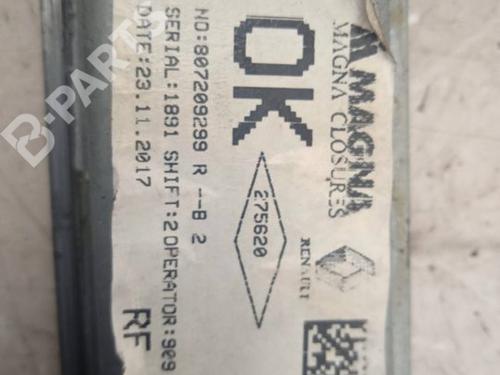 MAGNA
MAGNA CLOSURES
RENAULT
OK
275620
NO:807209299 R --B 2
SERIAL:1891 SHIFT:2 OPERATOR:909
DATE:23.11.2017
RF
B-PARTS